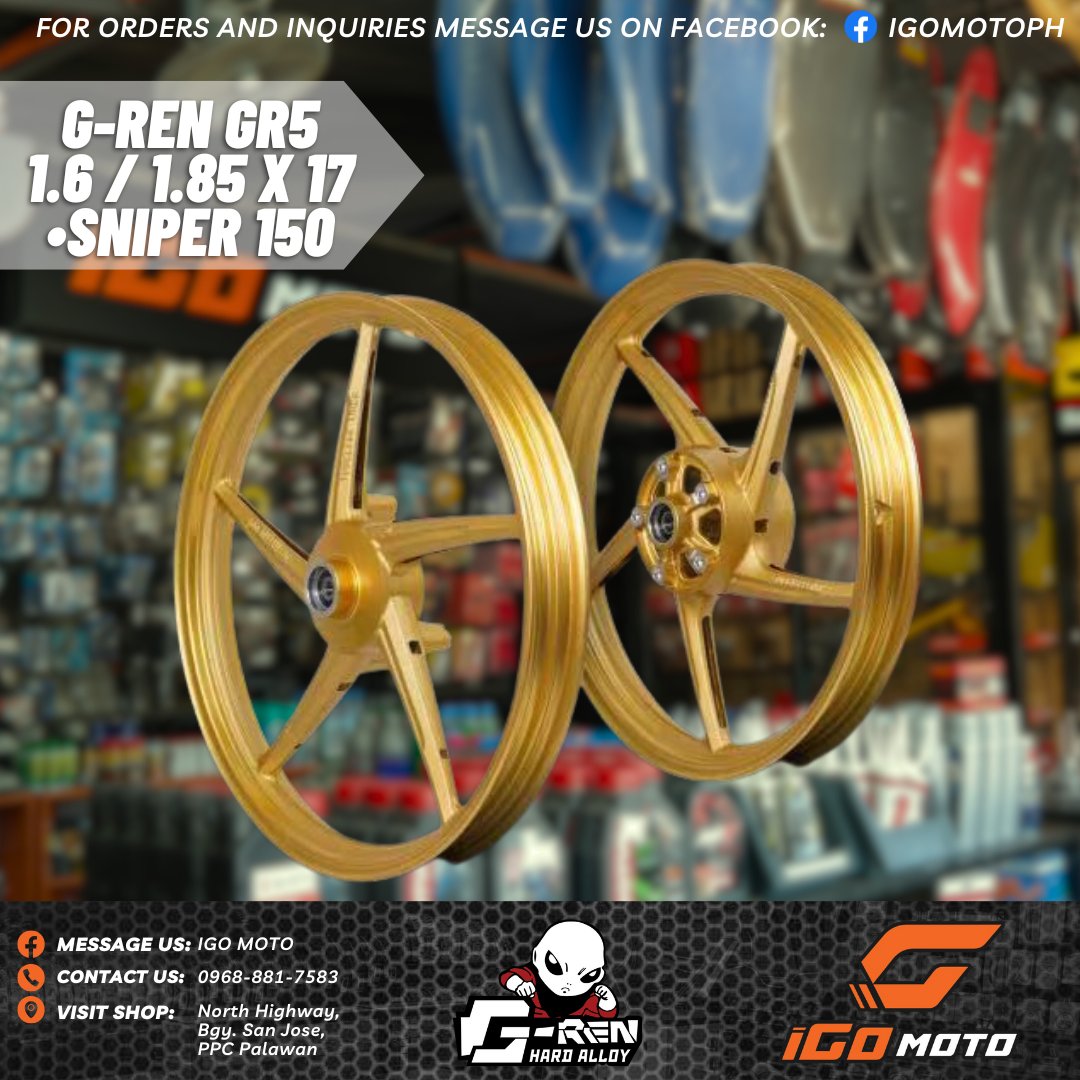 FOR ORDERS AND INQUIRIES MESSAGE US ON FACEBOOK: IGOMOTOPH
G-REN GR5
1.6 / 1.85 X 17
•SNIPER 150
iGO MO
MESSAGE US: IGO MOTO
CONTACT US: 0968-881-7583
VISIT SHOP: North Highway,
Bgy. San Jose,
PPC Palawan
G-REN
HARD ALLOY
iGO MOTO